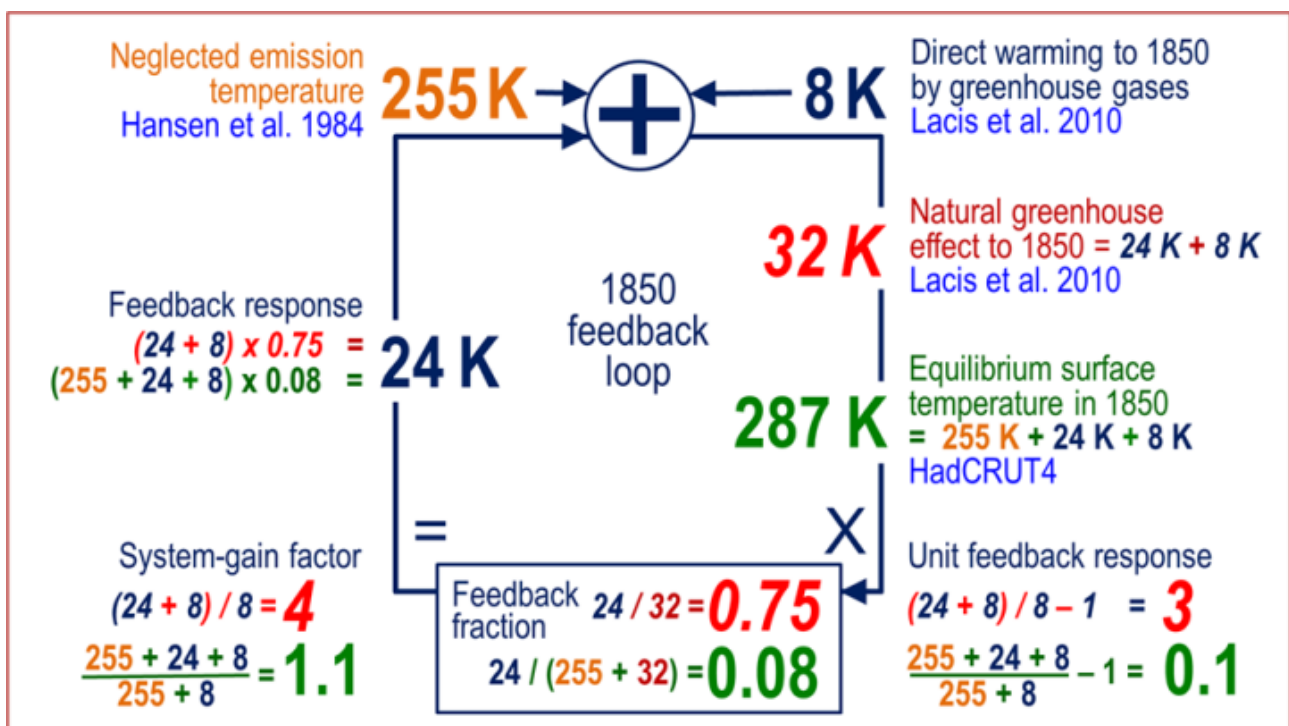 Neglected emission
temperature
Hansen et al. 1984
255 K
+
8 K
Direct warming to 1850
by greenhouse gases
Lacis et al. 2010
32 K
Natural greenhouse
effect to 1850 = 24 K + 8 K
Lacis et al. 2010
1850
feedback
loop
Feedback response
(24 + 8) x 0.75 =
(255 + 24 + 8) x 0.08 =
24 K
287 K
Equilibrium surface
temperature in 1850
= 255 K + 24 K + 8 K
HadCRUT4
=
X
System-gain factor
(24 + 8) / 8 = 4
255 + 24 + 8
255 + 8
= 1.1
Feedback
fraction
24 / 32 = 0.75
24 / (255 + 32) = 0.08
Unit feedback response
(24 + 8) / 8 – 1 = 3
255 + 24 + 8
255 + 8
– 1 = 0.1